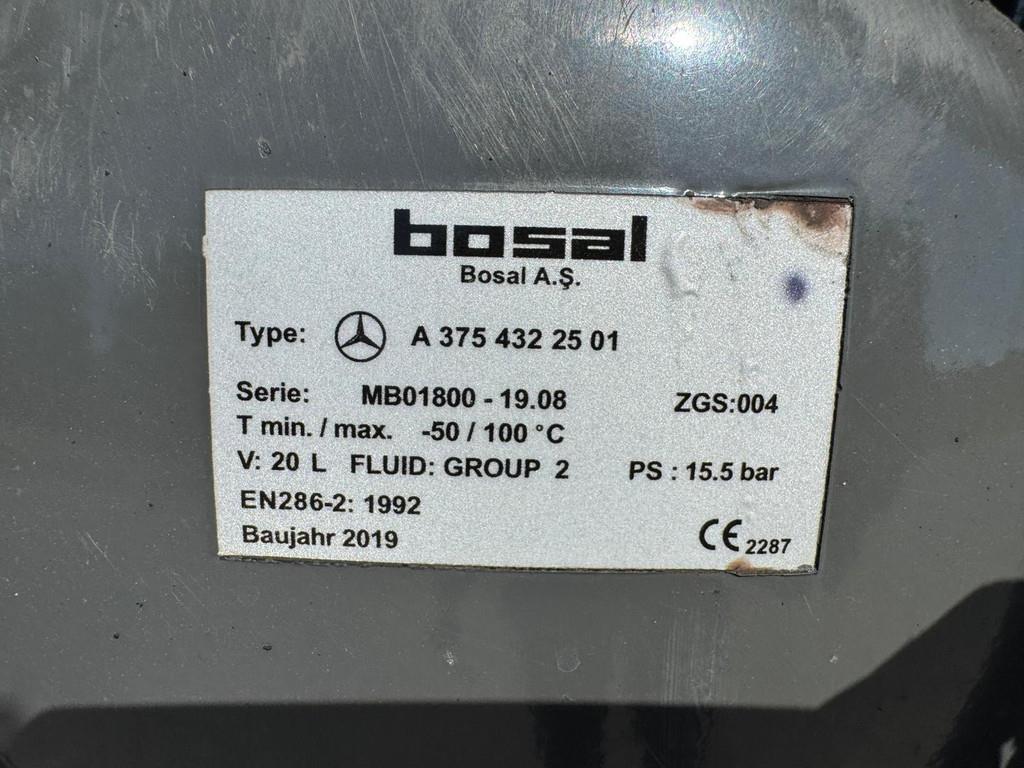 bosal
Bosal A.Ş.
Type: A 375 432 25 01
Serie: MB01800 - 19.08 ZGS:004
T min. / max. -50 / 100 °C
V: 20 L FLUID: GROUP 2 PS : 15.5 bar
EN286-2: 1992
Baujahr 2019 CE 2287